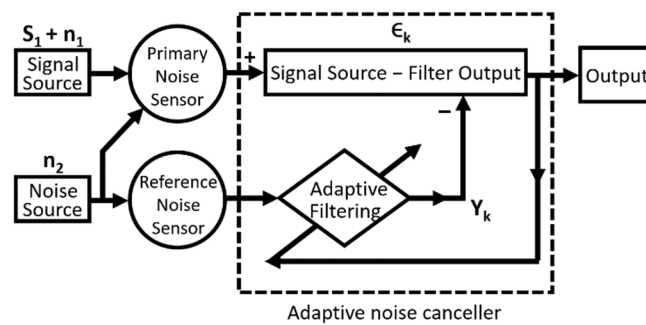 S₁ + n₁
Signal
Source
Primary
Noise
Sensor
+
ϵₖ
Signal Source – Filter Output
Output
–
n₂
Noise
Source
Reference
Noise
Sensor
Adaptive
Filtering
Yₖ
Adaptive noise canceller